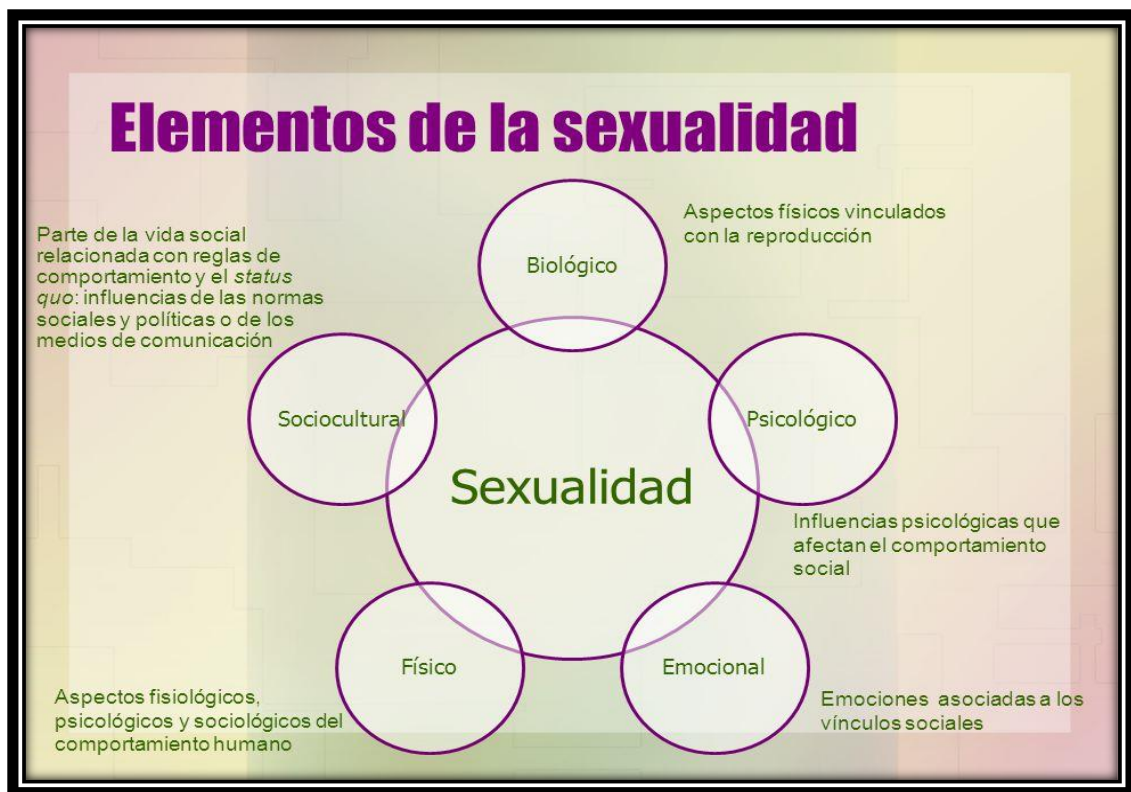 Elementos de la sexualidad
Biológico
Aspectos físicos vinculados
con la reproducción
Parte de la vida social
relacionada con reglas de
comportamiento y el status
quo: influencias de las normas
sociales y políticas o de los
medios de comunicación
Sociocultural
Psicológico
Sexualidad
Influencias psicológicas que
afectan el comportamiento
social
Físico
Emocional
Aspectos fisiológicos,
psicológicos y sociológicos del
comportamiento humano
Emociones asociadas a los
vínculos sociales